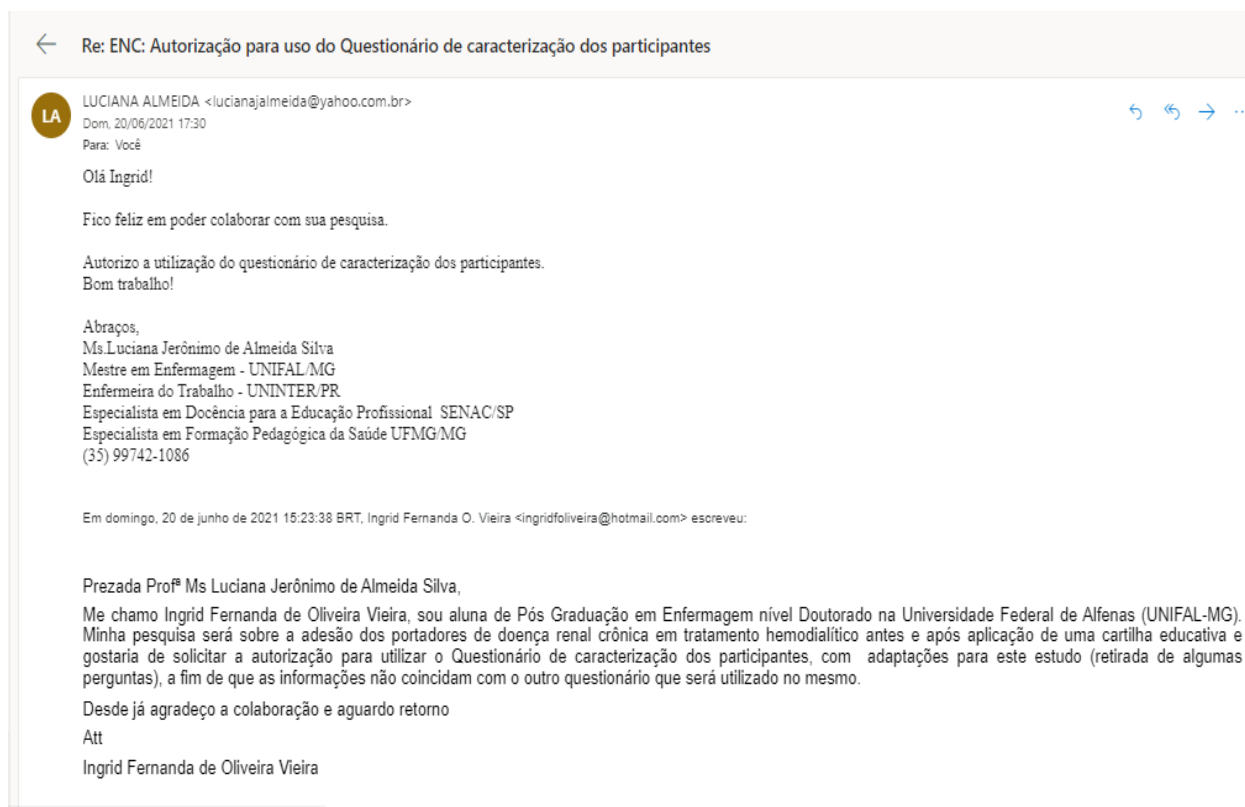 Re: ENC: Autorização para uso do Questionário de caracterização dos participantes
LA
LUCIANA ALMEIDA <lucianajalmeida@yahoo.com.br>
Dom, 20/06/2021 17:30
Para: Você
Olá Ingrid!
Fico feliz em poder colaborar com sua pesquisa.
Autorizo a utilização do questionário de caracterização dos participantes.
Bom trabalho!
Abraços,
Ms.Luciana Jerônimo de Almeida Silva
Mestre em Enfermagem - UNIFAL/MG
Enfermeira do Trabalho - UNINTER/PR
Especialista em Docência para a Educação Profissional SENAC/SP
Especialista em Formação Pedagógica da Saúde UFMG/MG
(35) 99742-1086
Em domingo, 20 de junho de 2021 15:23:38 BRT, Ingrid Fernanda O. Vieira <ingridfoliveira@hotmail.com> escreveu:
Prezada Profª Ms Luciana Jerônimo de Almeida Silva,
Me chamo Ingrid Fernanda de Oliveira Vieira, sou aluna de Pós Graduação em Enfermagem nível Doutorado na Universidade Federal de Alfenas (UNIFAL-MG).
Minha pesquisa será sobre a adesão dos portadores de doença renal crônica em tratamento hemodialítico antes e após aplicação de uma cartilha educativa e
gostaria de solicitar a autorização para utilizar o Questionário de caracterização dos participantes, com adaptações para este estudo (retirada de algumas
perguntas), a fim de que as informações não coincidam com o outro questionário que será utilizado no mesmo.
Desde já agradeço a colaboração e aguardo retorno
Att
Ingrid Fernanda de Oliveira Vieira